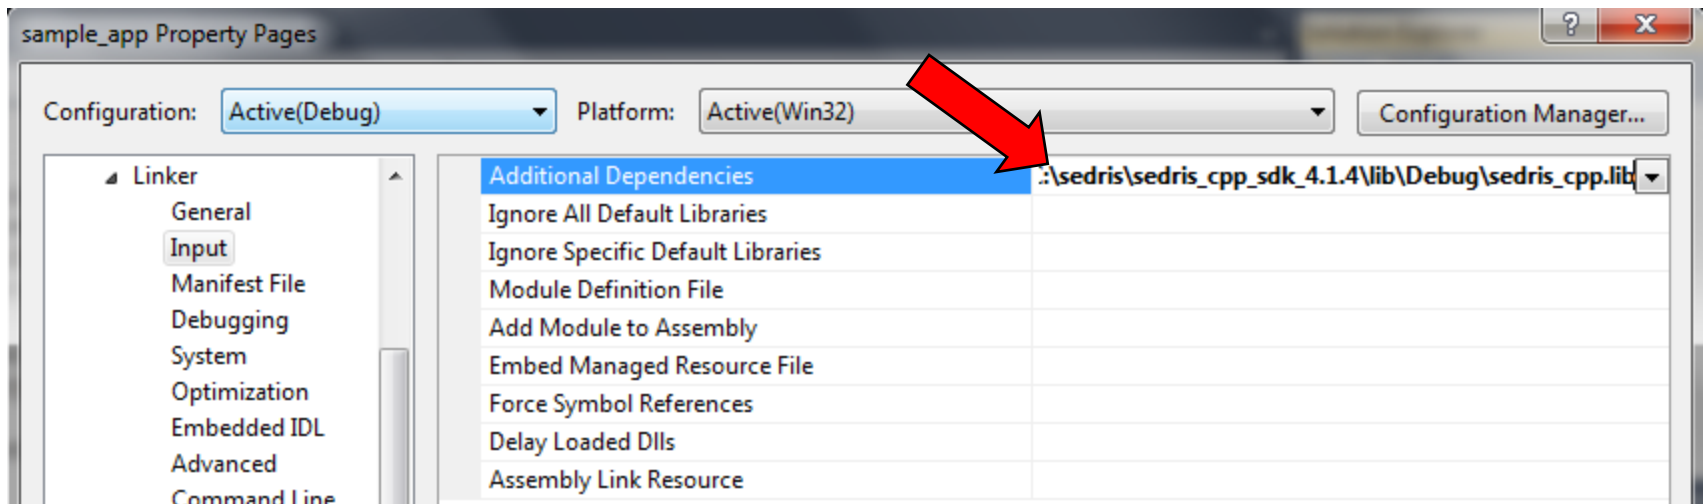 sample_app Property Pages
?
Configuration: Active(Debug) Platform: Active(Win32) Configuration Manager...
Linker
General
Input
Manifest File
Debugging
System
Optimization
Embedded IDL
Advanced
Command Line
Additional Dependencies :\sedris\sedris_cpp_sdk_4.1.4\lib\Debug\sedris_cpp.lib
Ignore All Default Libraries
Ignore Specific Default Libraries
Module Definition File
Add Module to Assembly
Embed Managed Resource File
Force Symbol References
Delay Loaded Dlls
Assembly Link Resource